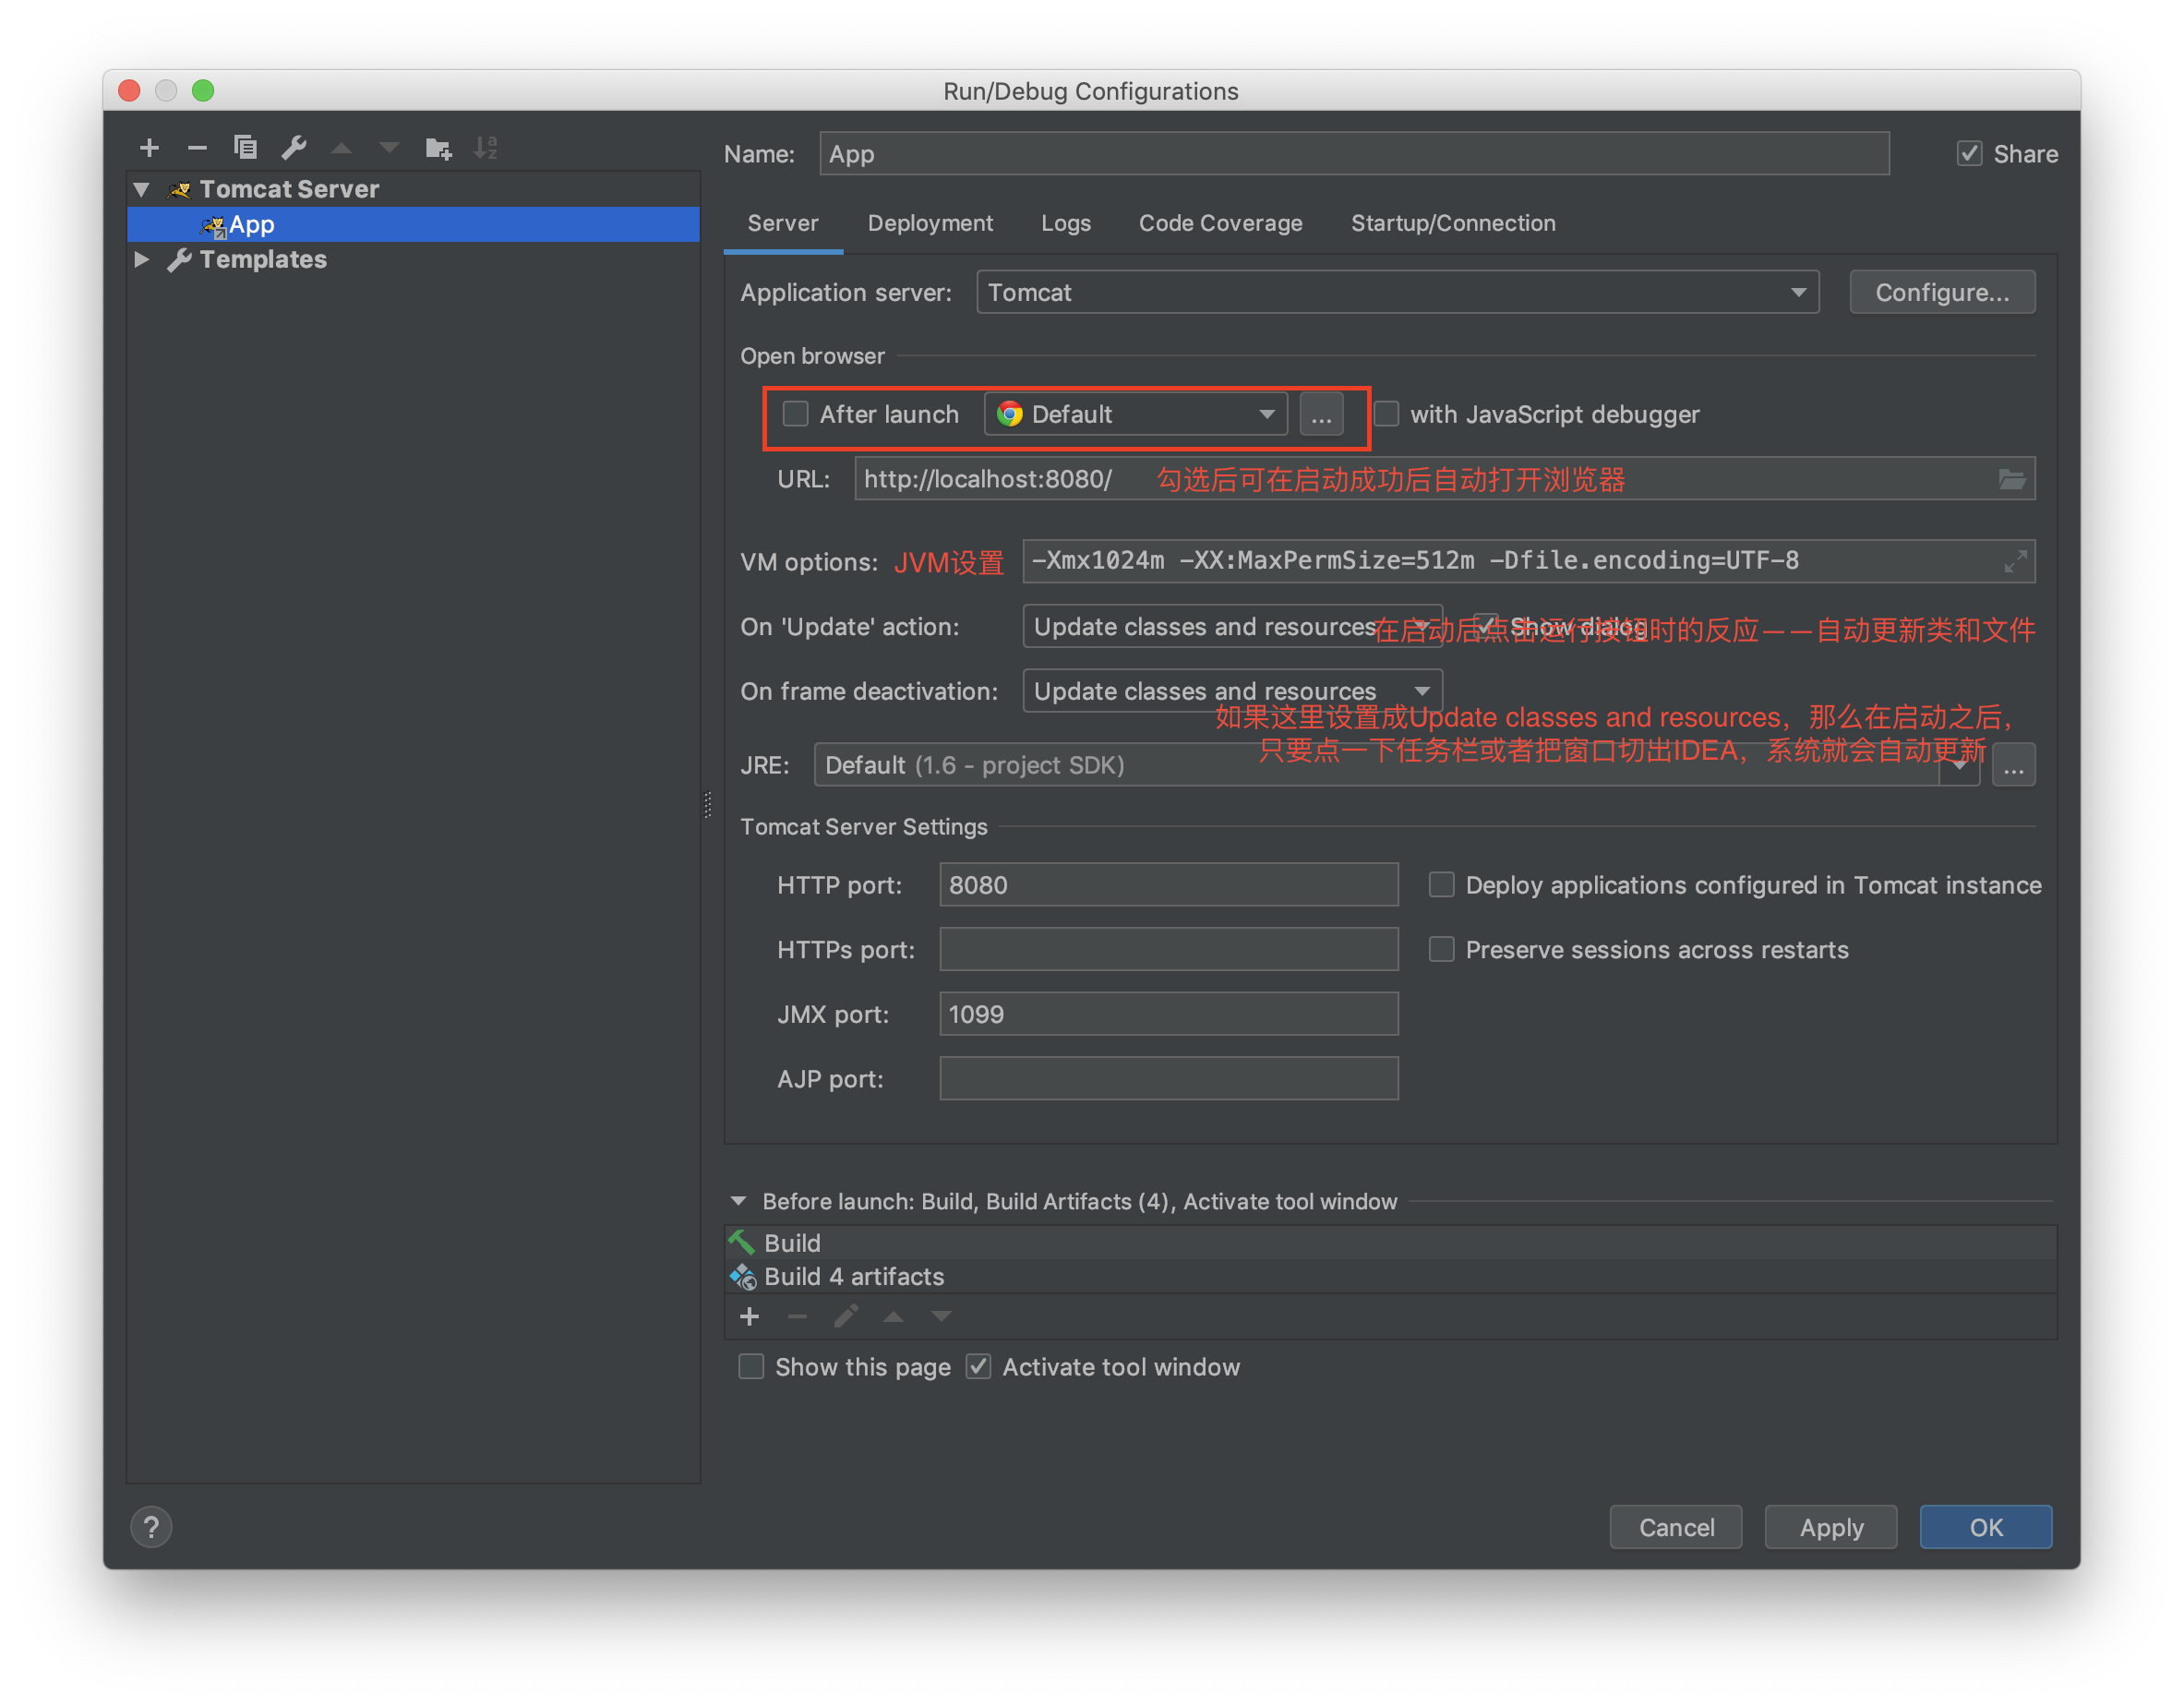 Run/Debug Configurations
Tomcat Server
App
Templates
Name: App Share
Server Deployment Logs Code Coverage Startup/Connection
Application server: Tomcat Configure...
Open browser
After launch Default ... with JavaScript debugger
URL: http://localhost:8080/ 勾选后可在启动成功后自动打开浏览器
VM options: JVM设置 -Xmx1024m -XX:MaxPermSize=512m -Dfile.encoding=UTF-8
On 'Update' action: Update classes and resources Show dialog
在启动后点击运行按钮时的反应——自动更新类和文件
On frame deactivation: Update classes and resources
如果这里设置成Update classes and resources，那么在启动之后，
只要点一下任务栏或者把窗口切出IDEA，系统就会自动更新
JRE: Default (1.6 - project SDK) ...
Tomcat Server Settings
HTTP port: 8080 Deploy applications configured in Tomcat instance
HTTPs port: Preserve sessions across restarts
JMX port: 1099
AJP port:
Before launch: Build, Build Artifacts (4), Activate tool window
Build
Build 4 artifacts
Show this page Activate tool window
? Cancel Apply OK